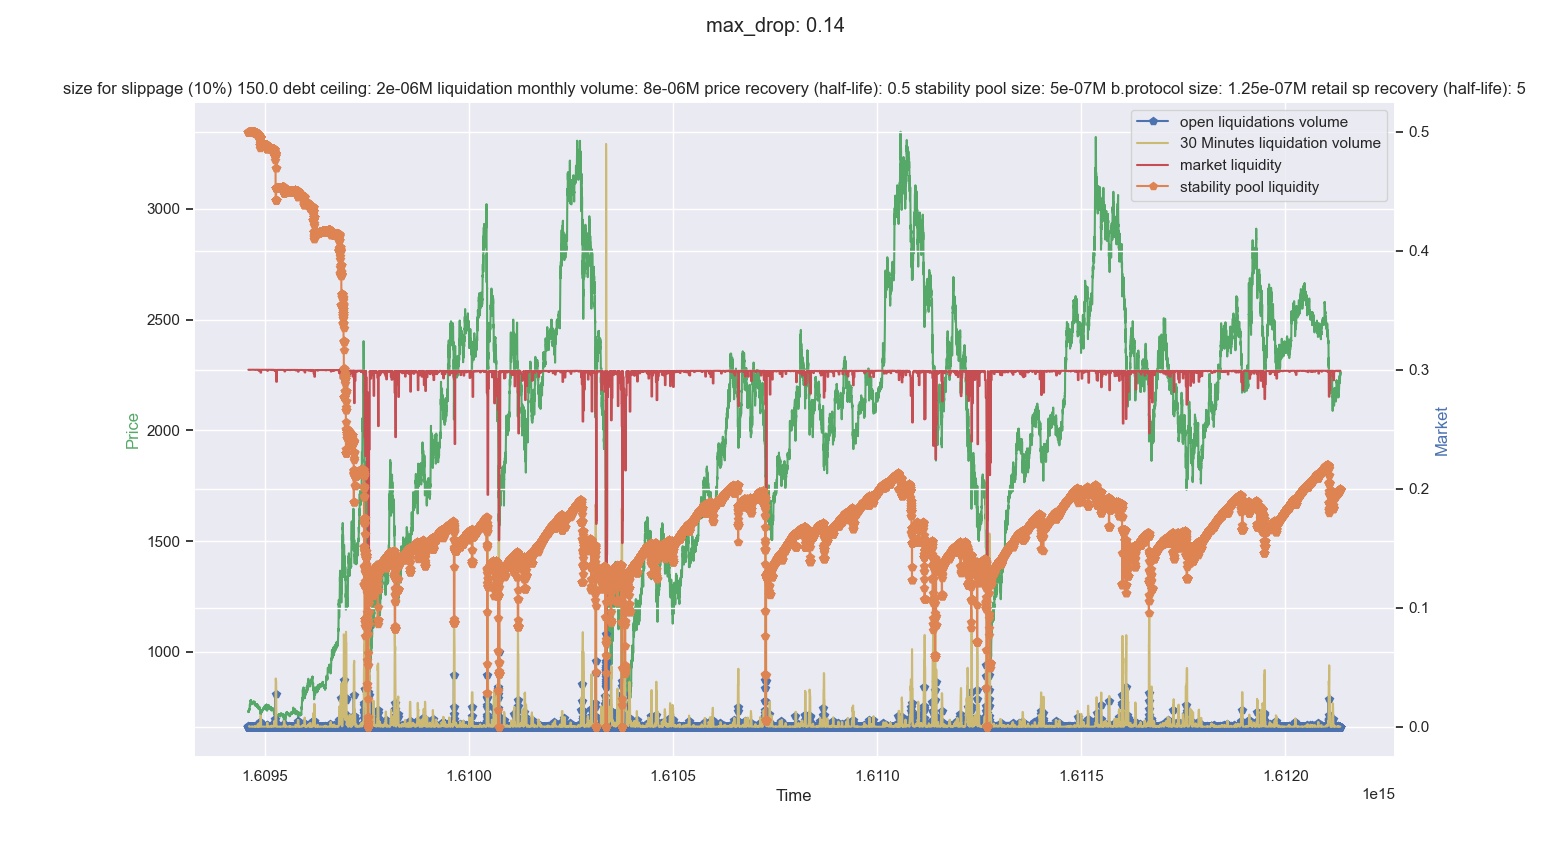 max_drop: 0.14
size for slippage (10%) 150.0 debt ceiling: 2e-06M liquidation monthly volume: 8e-06M price recovery (half-life): 0.5 stability pool size: 5e-07M b.protocol size: 1.25e-07M retail sp recovery (half-life): 5
open liquidations volume
30 Minutes liquidation volume
market liquidity
stability pool liquidity
3000
2500
2000
1500
1000
Price
0.5
0.4
0.3
0.2
0.1
0.0
Market
1.6095 1.6100 1.6105 1.6110 1.6115 1.6120
Time
1e15